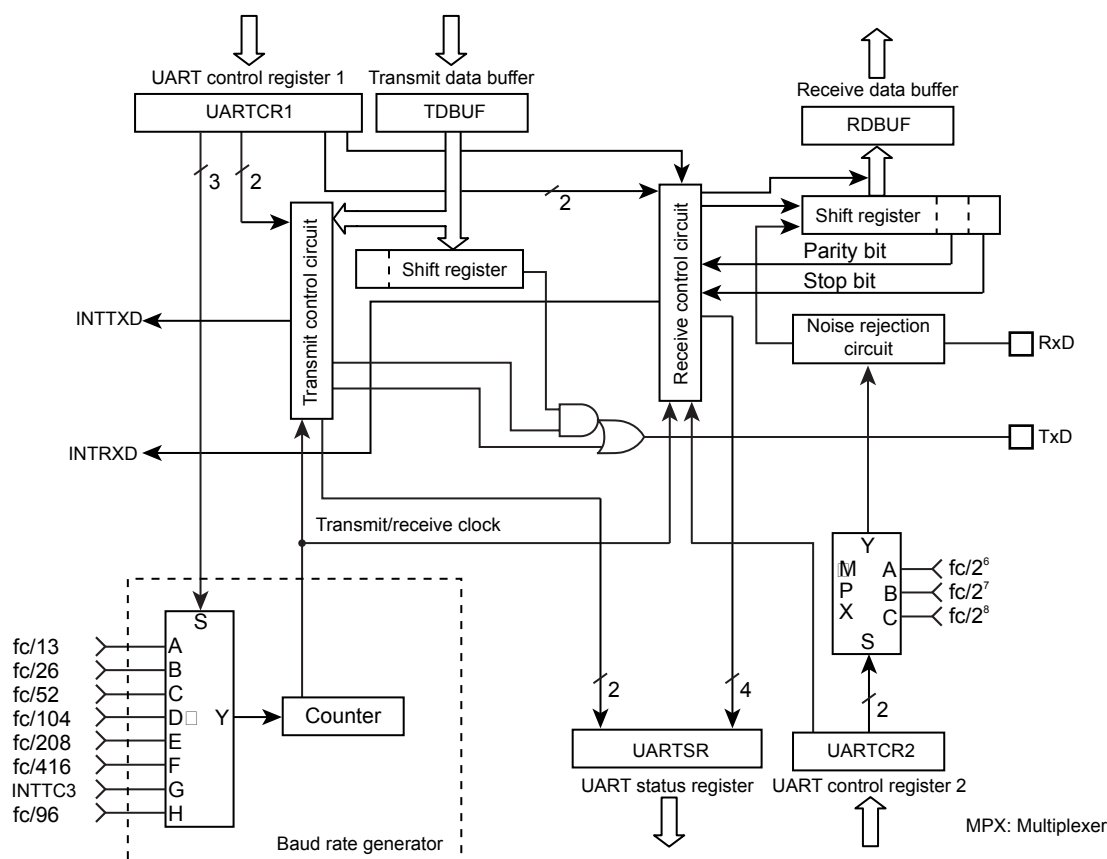 UART control register 1
Transmit data buffer
Receive data buffer
UARTCR1
TDBUF
RDBUF
3
2
2
Transmit control circuit
Receive control circuit
Shift register
Shift register
Parity bit
Stop bit
INTTXD
Noise rejection
circuit
RxD
INTRXD
TxD
Transmit/receive clock
Y
M
P
X
A
B
C
S
fc/2⁶
fc/2⁷
fc/2⁸
S
fc/13
A
fc/26
B
fc/52
C
fc/104
D
Y
Counter
fc/208
E
fc/416
F
INTTC3
G
fc/96
H
2
4
2
UARTSR
UARTCR2
UART status register
UART control register 2
Baud rate generator
MPX: Multiplexer